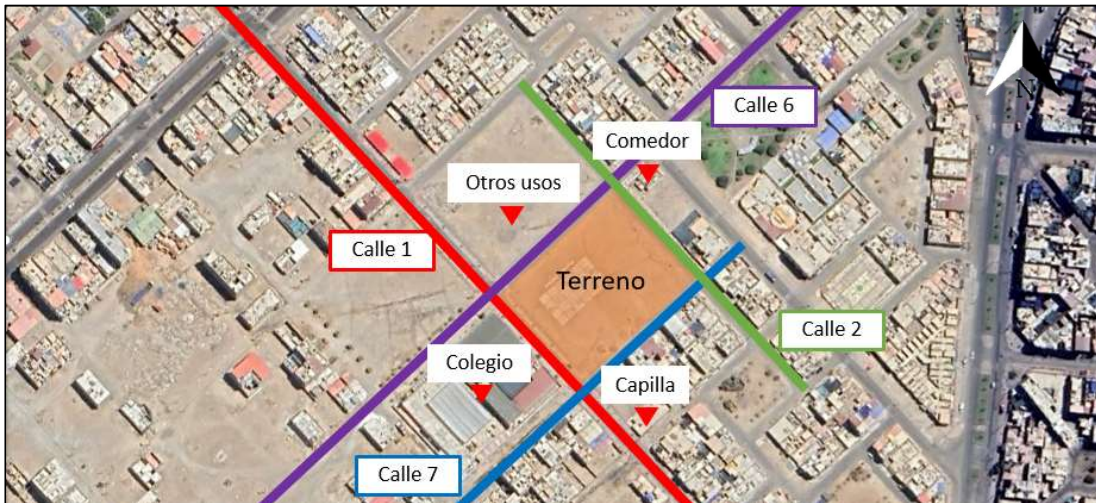 N
Calle 6
Comedor
Otros usos
Calle 1
Terreno
Calle 2
Colegio
Capilla
Calle 7